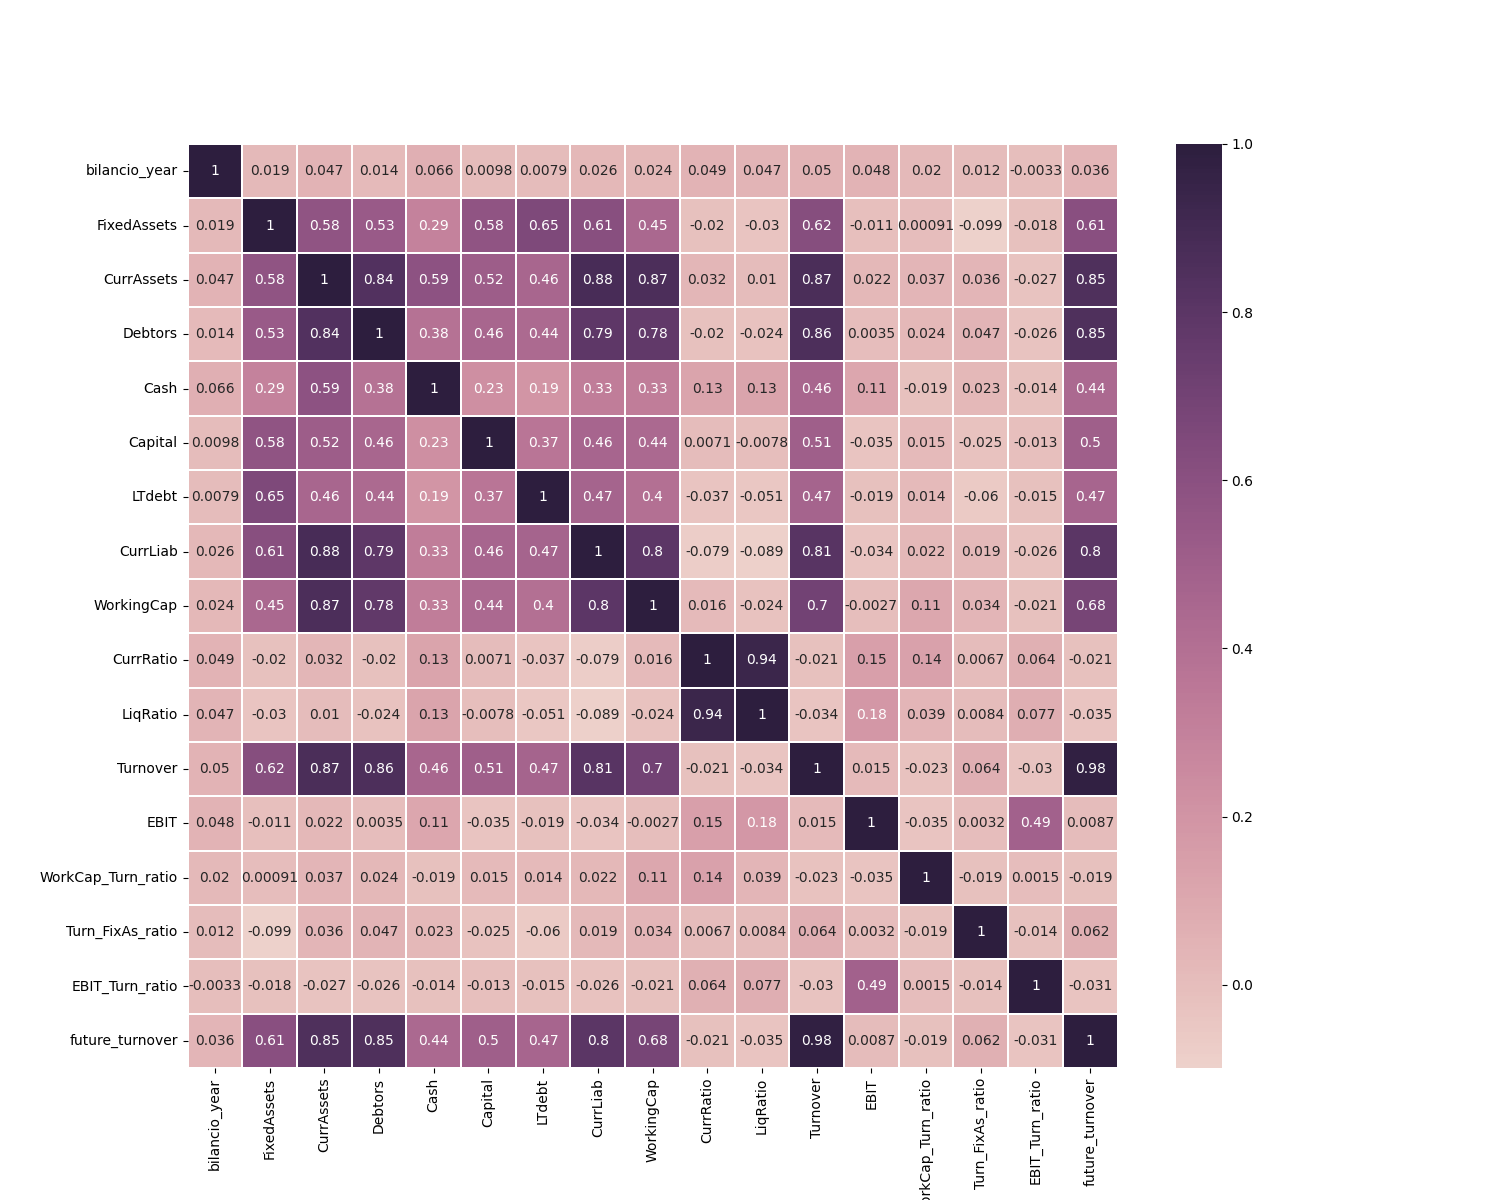 bilancio_year 1 0.019 0.047 0.014 0.066 0.0098 0.0079 0.026 0.024 0.049 0.047 0.05 0.048 0.02 0.012 -0.0033 0.036
FixedAssets 0.019 1 0.58 0.53 0.29 0.58 0.65 0.61 0.45 -0.02 -0.03 0.62 -0.011 0.00091 -0.099 -0.018 0.61
CurrAssets 0.047 0.58 1 0.84 0.59 0.52 0.46 0.88 0.87 0.032 0.01 0.87 0.022 0.037 0.036 -0.027 0.85
Debtors 0.014 0.53 0.84 1 0.38 0.46 0.44 0.79 0.78 -0.02 -0.024 0.86 0.0035 0.024 0.047 -0.026 0.85
Cash 0.066 0.29 0.59 0.38 1 0.23 0.19 0.33 0.33 0.13 0.13 0.46 0.11 -0.019 0.023 -0.014 0.44
Capital 0.0098 0.58 0.52 0.46 0.23 1 0.37 0.46 0.44 0.0071 -0.0078 0.51 -0.035 0.015 -0.025 -0.013 0.5
LTdebt 0.0079 0.65 0.46 0.44 0.19 0.37 1 0.47 0.4 -0.037 -0.051 0.47 -0.019 0.014 -0.06 -0.015 0.47
CurrLiab 0.026 0.61 0.88 0.79 0.33 0.46 0.47 1 0.8 -0.079 -0.089 0.81 -0.034 0.022 0.019 -0.026 0.8
WorkingCap 0.024 0.45 0.87 0.78 0.33 0.44 0.4 0.8 1 0.016 -0.024 0.7 -0.0027 0.11 0.034 -0.021 0.68
CurrRatio 0.049 -0.02 0.032 -0.02 0.13 0.0071 -0.037 -0.079 0.016 1 0.94 -0.021 0.15 0.14 0.0067 0.064 -0.021
LiqRatio 0.047 -0.03 0.01 -0.024 0.13 -0.0078 -0.051 -0.089 -0.024 0.94 1 -0.034 0.18 0.039 0.0084 0.077 -0.035
Turnover 0.05 0.62 0.87 0.86 0.46 0.51 0.47 0.81 0.7 -0.021 -0.034 1 0.015 -0.023 0.064 -0.03 0.98
EBIT 0.048 -0.011 0.022 0.0035 0.11 -0.035 -0.019 -0.034 -0.0027 0.15 0.18 0.015 1 -0.035 0.0032 0.49 0.0087
WorkCap_Turn_ratio 0.02 0.00091 0.037 0.024 -0.019 0.015 0.014 0.022 0.11 0.14 0.039 -0.023 -0.035 1 -0.019 0.0015 -0.019
Turn_FixAs_ratio 0.012 -0.099 0.036 0.047 0.023 -0.025 -0.06 0.019 0.034 0.0067 0.0084 0.064 0.0032 -0.019 1 -0.014 0.062
EBIT_Turn_ratio -0.0033 -0.018 -0.027 -0.026 -0.014 -0.013 -0.015 -0.026 -0.021 0.064 0.077 -0.03 0.49 0.0015 -0.014 1 -0.031
future_turnover 0.036 0.61 0.85 0.85 0.44 0.5 0.47 0.8 0.68 -0.021 -0.035 0.98 0.0087 -0.019 0.062 -0.031 1
bilancio_year FixedAssets CurrAssets Debtors Cash Capital LTdebt CurrLiab WorkingCap CurrRatio LiqRatio Turnover EBIT rkCap_Turn_ratio Turn_FixAs_ratio EBIT_Turn_ratio future_turnover
1.0
0.8
0.6
0.4
0.2
0.0